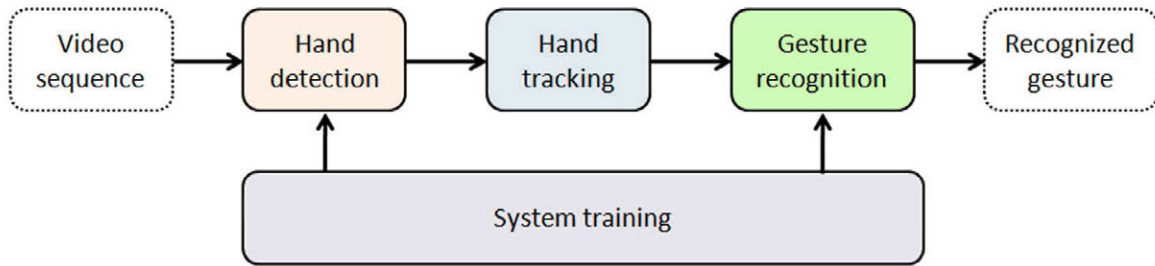 Video
sequence
Hand
detection
Hand
tracking
Gesture
recognition
Recognized
gesture
System training